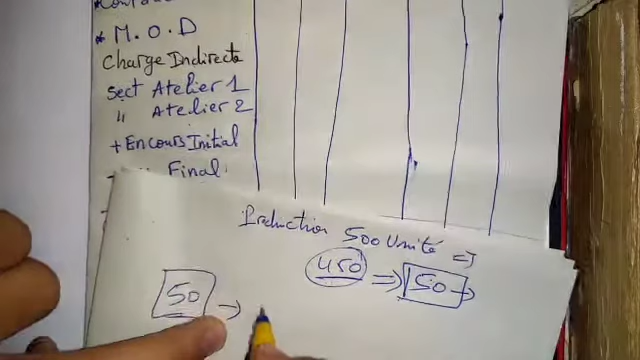 * M.O.D
Charge Indirecte
sect Atelier 1
" Atelier 2
+ Encours Initial
Final
Production 500 Unité =>
450 => 50 →
50 →